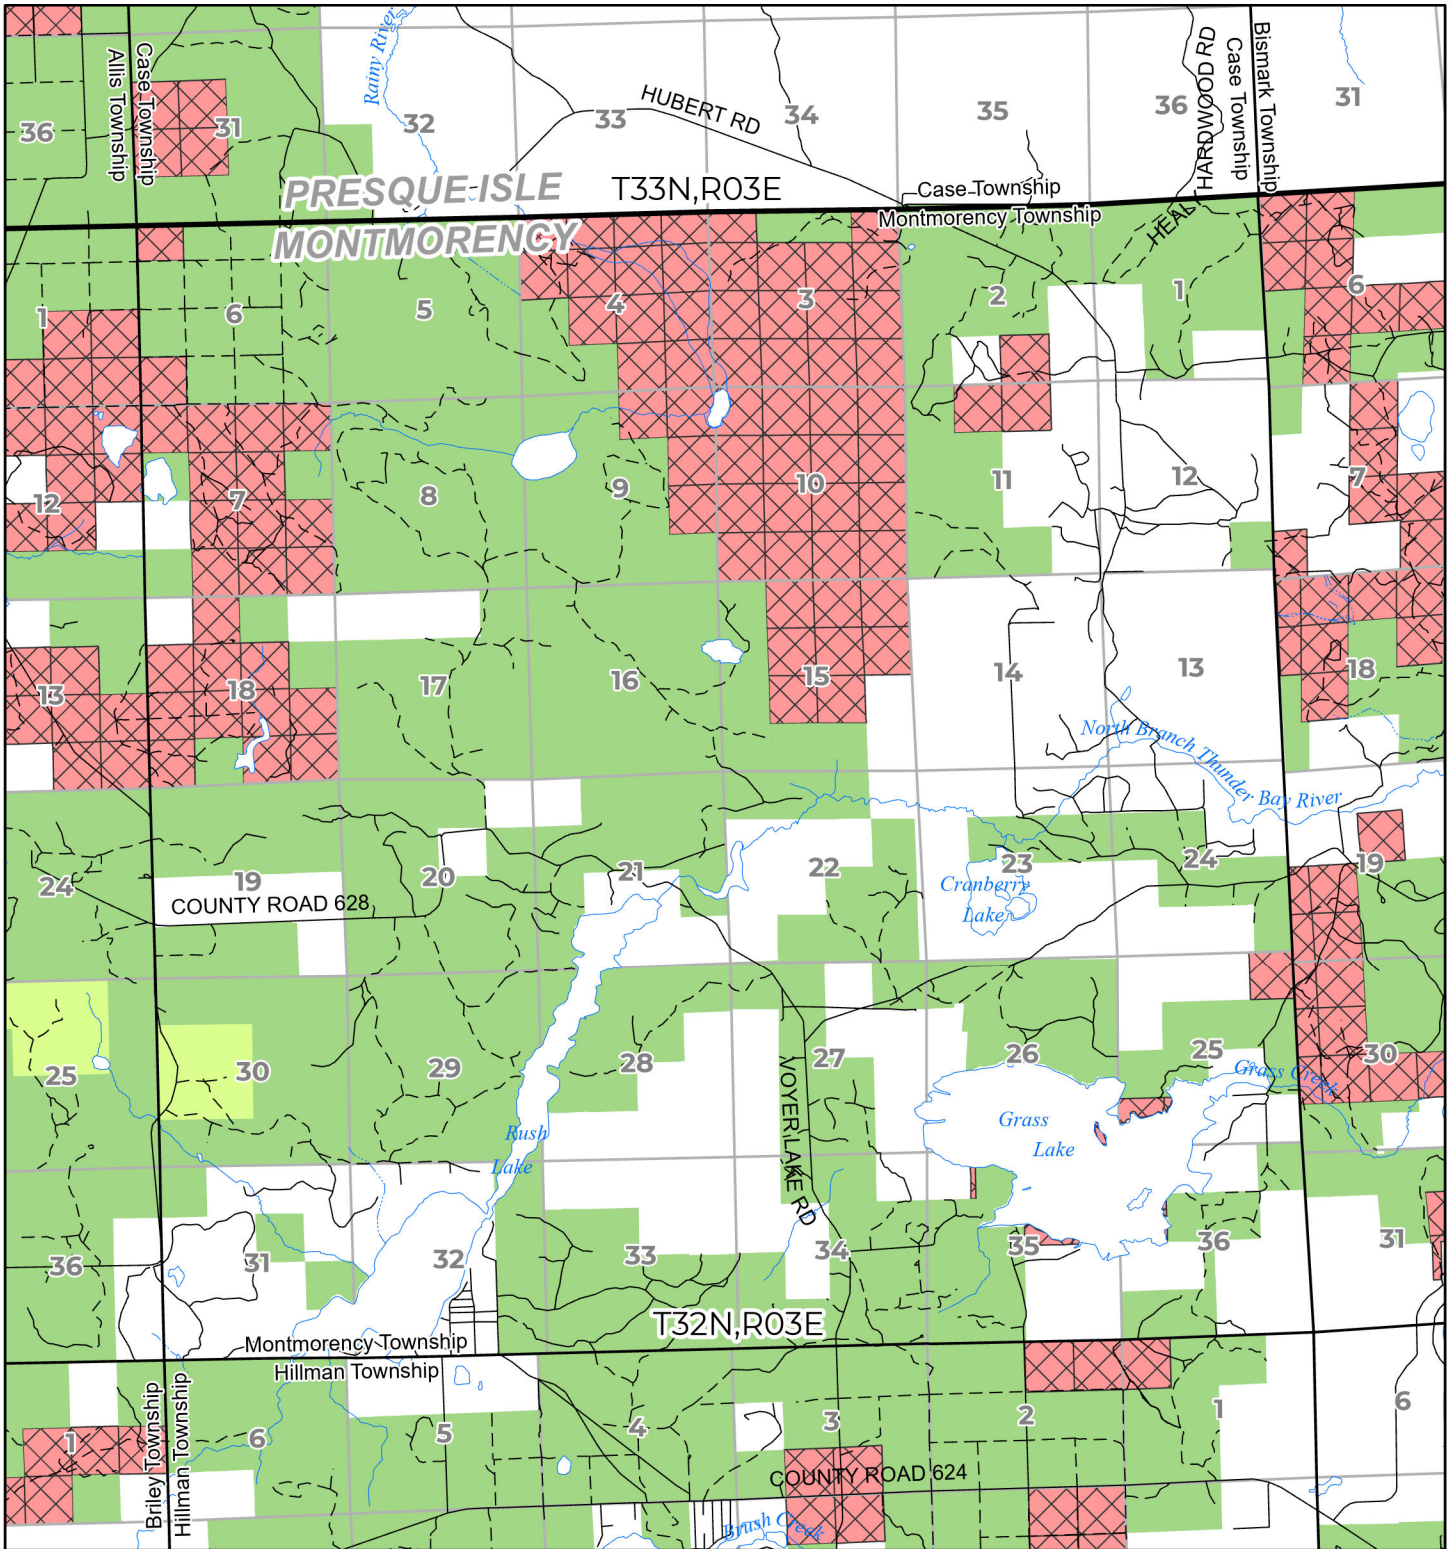 Rainy River
Allis Township
Case Township
HUBERT RD
HEALY HARDWOOD RD
Case Township
Bismark Township
36
31
32
33
34
35
36
31
PRESQUE ISLE
T33N,R03E
Case Township
MONTMORENCY
Montmorency Township
1
6
5
4
3
2
1
6
12
7
8
9
10
11
12
7
13
18
17
16
15
14
13
18
North Branch Thunder Bay River
24
19
20
21
22
23
24
19
COUNTY ROAD 628
Cranberry
Lake
25
30
29
28
27
26
25
30
VOYER LAKE RD
Grass Creek
Grass
Lake
Rush
Lake
36
31
32
33
34
35
36
31
T32N,R03E
Montmorency Township
Hillman Township
Briley Township
Hillman Township
1
6
5
4
3
2
1
6
COUNTY ROAD 624
Brush Creek